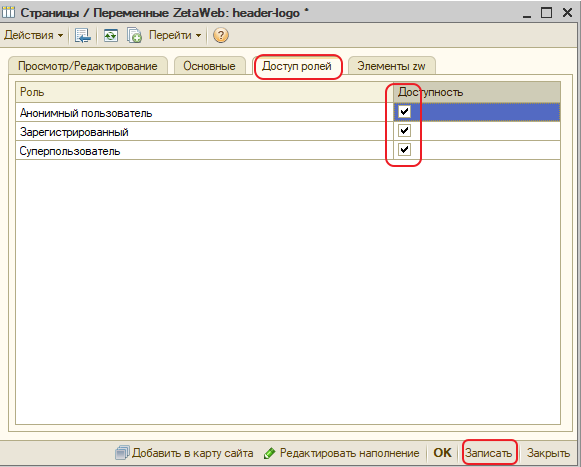 Страницы / Переменные ZetaWeb: header-logo *
Действия Перейти ?
Просмотр/Редактирование Основные Доступ ролей Элементы zw
Роль Доступность
Анонимный пользователь
Зарегистрированный
Суперпользователь
Добавить в карту сайта Редактировать наполнение OK Записать Закрыть